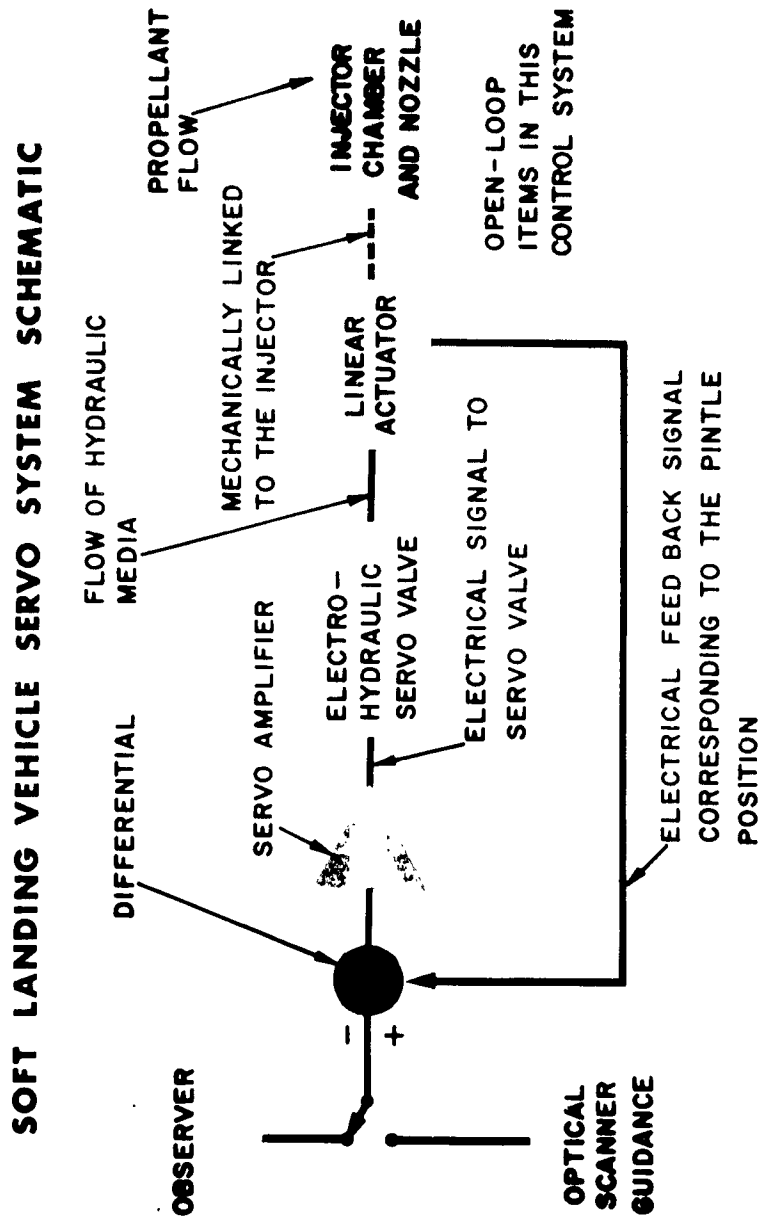 SOFT LANDING VEHICLE SERVO SYSTEM SCHEMATIC
OBSERVER
DIFFERENTIAL
SERVO AMPLIFIER
FLOW OF HYDRAULIC
MEDIA
MECHANICALLY LINKED
TO THE INJECTOR
PROPELLANT
FLOW
-
+
ELECTRO-
HYDRAULIC
SERVO VALVE
LINEAR
ACTUATOR
INJECTOR
CHAMBER
AND NOZZLE
ELECTRICAL SIGNAL TO
SERVO VALVE
OPEN-LOOP
ITEMS IN THIS
CONTROL SYSTEM
OPTICAL
SCANNER
GUIDANCE
ELECTRICAL FEED BACK SIGNAL
CORRESPONDING TO THE PINTLE
POSITION